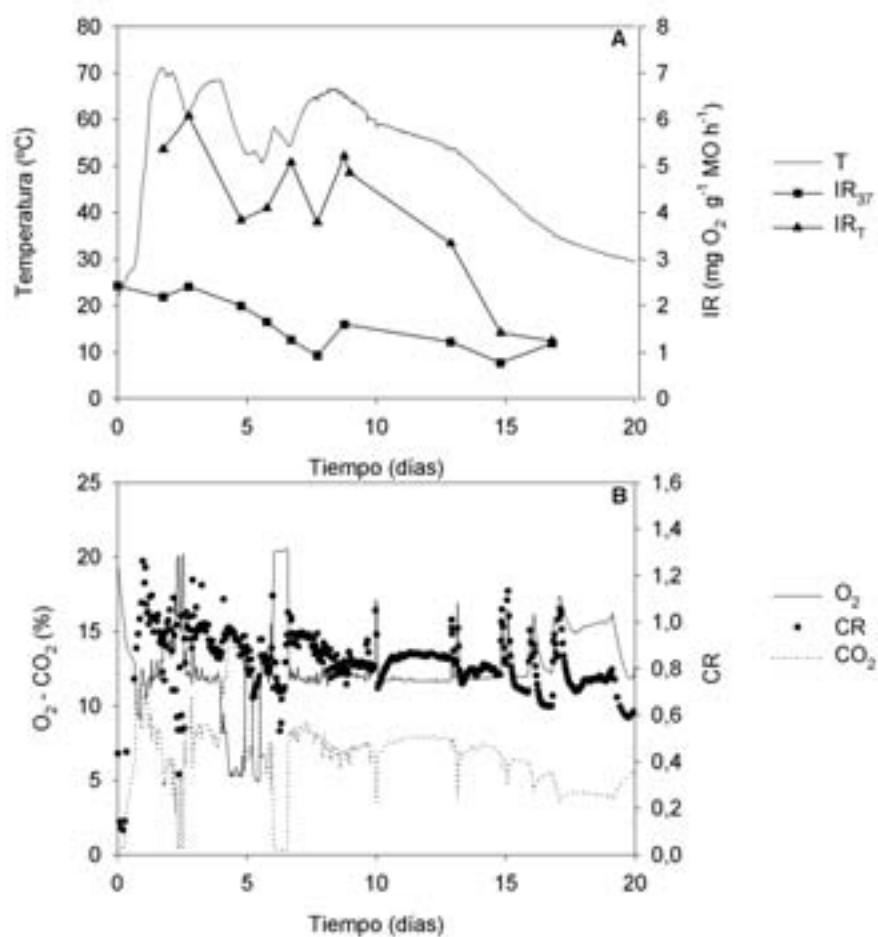 A
80
70
60
50
40
30
20
10
0
Temperatura (ºC)
8
7
6
5
4
3
2
1
0
IR (mg O₂ g⁻¹ MO h⁻¹)
0 5 10 15 20
Tiempo (días)
T
IR₃₇
IR_T
B
25
20
15
10
5
0
O₂ - CO₂ (%)
1,6
1,4
1,2
1,0
0,8
0,6
0,4
0,2
0,0
CR
0 5 10 15 20
Tiempo (días)
O₂
CR
CO₂